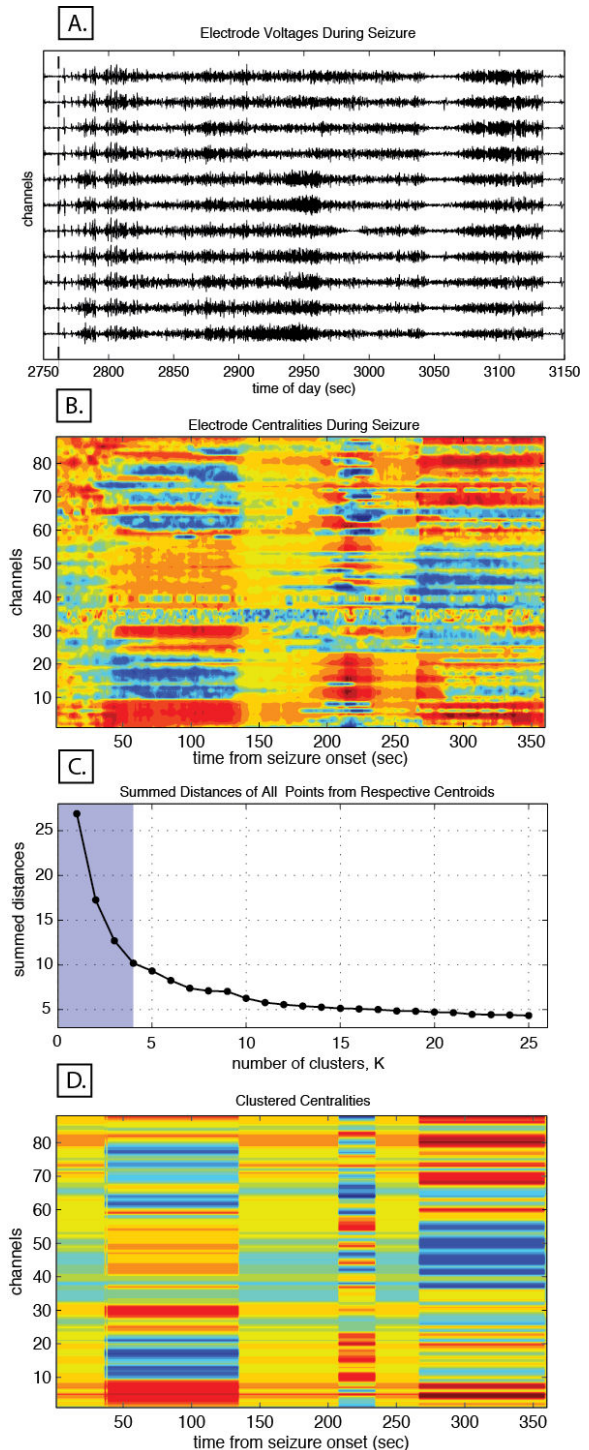 A.
Electrode Voltages During Seizure
channels
2750 2800 2850 2900 2950 3000 3050 3100 3150
time of day (sec)
B.
Electrode Centralities During Seizure
80
70
60
50
40
30
20
10
channels
50 100 150 200 250 300 350
time from seizure onset (sec)
C.
Summed Distances of All Points from Respective Centroids
25
20
15
10
5
summed distances
0 5 10 15 20 25
number of clusters, K
D.
Clustered Centralities
80
70
60
50
40
30
20
10
channels
50 100 150 200 250 300 350
time from seizure onset (sec)